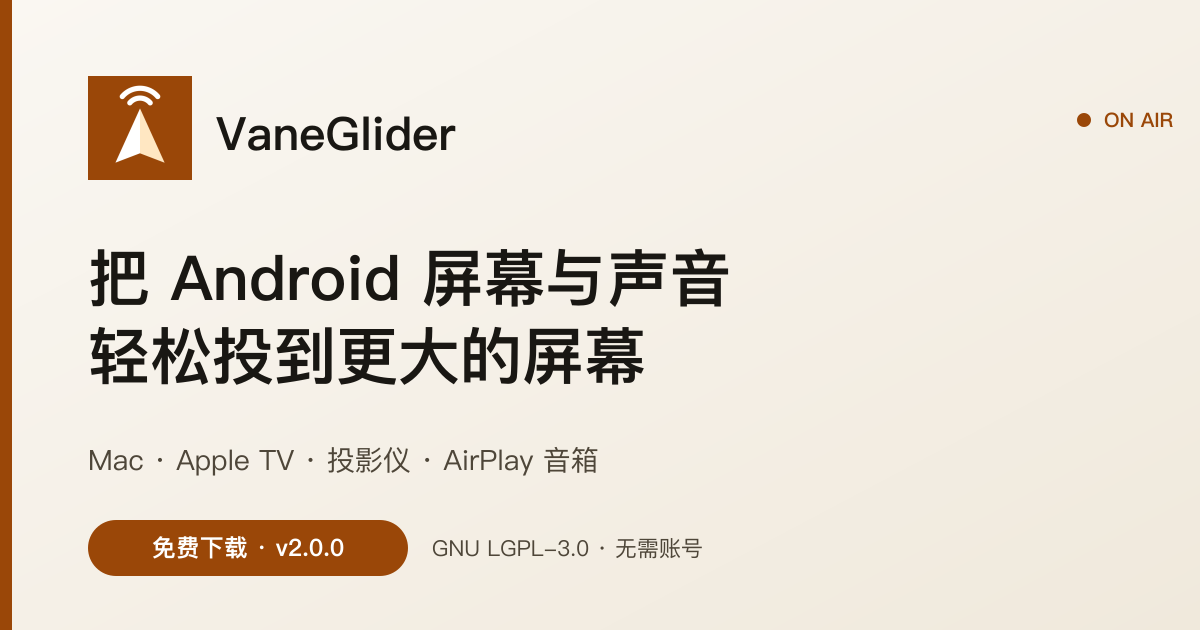 VaneGlider
ON AIR
把 Android 屏幕与声音
轻松投到更大的屏幕
Mac · Apple TV · 投影仪 · AirPlay 音箱
免费下载 · v2.0.0
GNU LGPL-3.0 · 无需账号